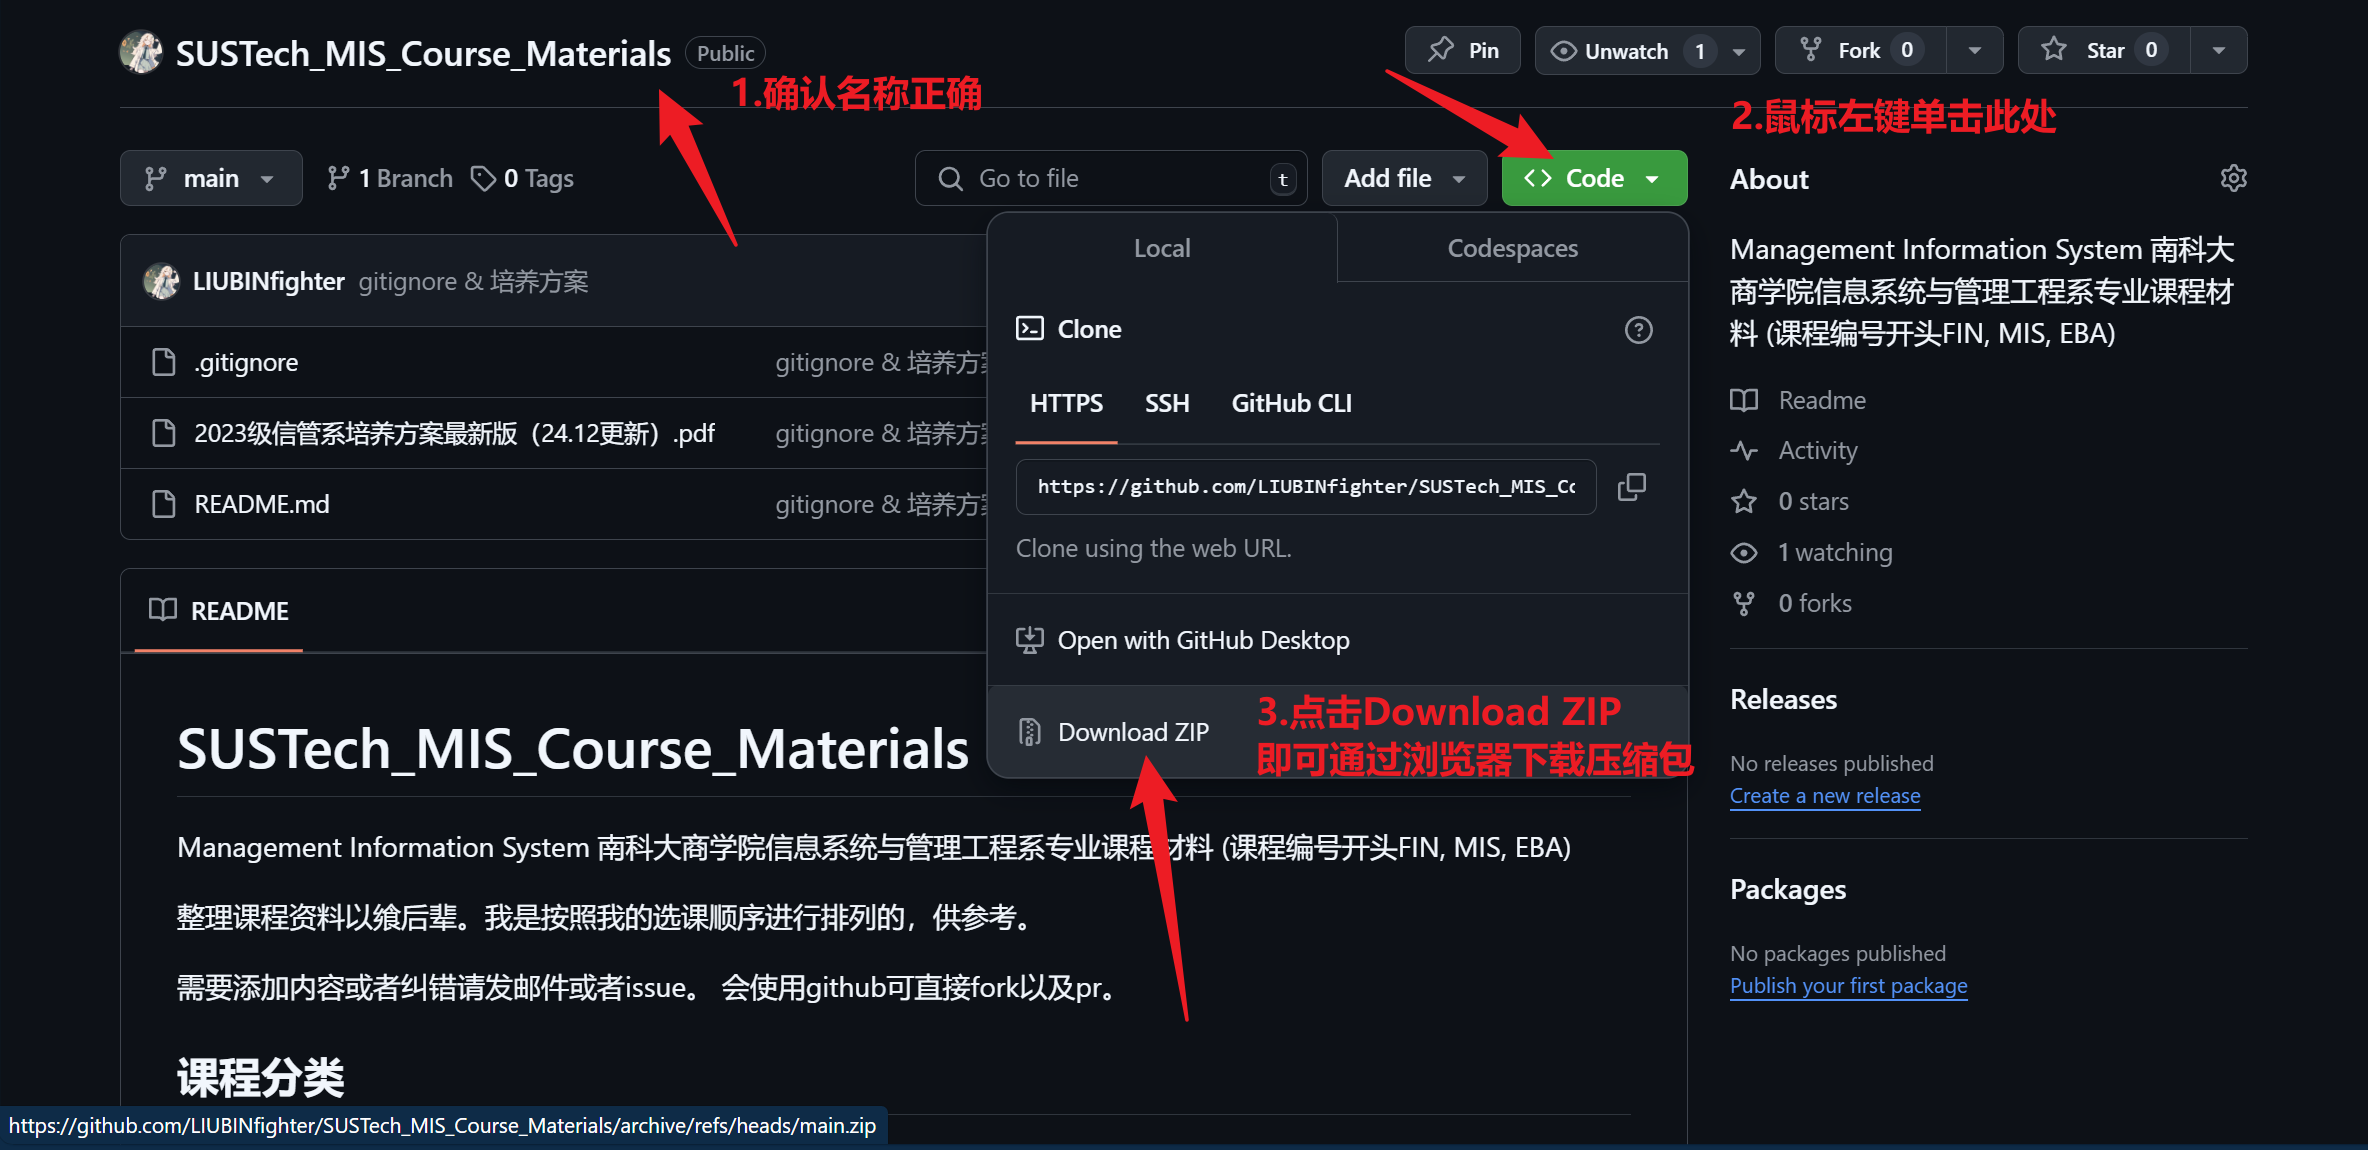 SUSTech_MIS_Course_Materials Public
Pin
Unwatch 1
Fork 0
Star 0
1.确认名称正确
2.鼠标左键单击此处
main
1 Branch
0 Tags
Go to file t
Add file
Code
LIUBINfighter gitignore & 培养方案
.gitignore gitignore & 培养方
2023级信管系培养方案最新版（24.12更新）.pdf gitignore & 培养方
README.md gitignore & 培养方
Local
Codespaces
Clone
HTTPS SSH GitHub CLI
https://github.com/LIUBINfighter/SUSTech_MIS_Co
Clone using the web URL.
Open with GitHub Desktop
Download ZIP
3.点击Download ZIP
即可通过浏览器下载压缩包
README
SUSTech_MIS_Course_Materials
Management Information System 南科大商学院信息系统与管理工程系专业课程材料 (课程编号开头FIN, MIS, EBA)
整理课程资料以飨后辈。我是按照我的选课顺序进行排列的，供参考。
需要添加内容或者纠错请发邮件或者issue。 会使用github可直接fork以及pr。
课程分类
About
Management Information System 南科大
商学院信息系统与管理工程系专业课程材
料 (课程编号开头FIN, MIS, EBA)
Readme
Activity
0 stars
1 watching
0 forks
Releases
No releases published
Create a new release
Packages
No packages published
Publish your first package
https://github.com/LIUBINfighter/SUSTech_MIS_Course_Materials/archive/refs/heads/main.zip